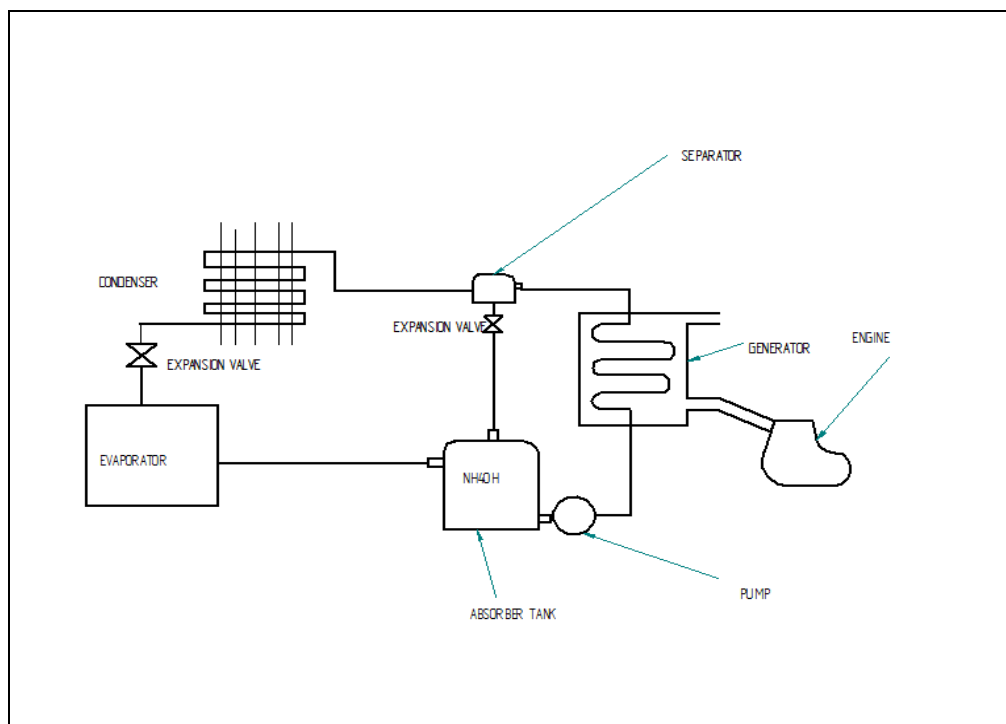 SEPARATOR
CONDENSER
EXPANSION VALVE
ENGINE
GENERATOR
EXPANSION VALVE
EVAPORATOR
NH4OH
PUMP
ABSORBER TANK